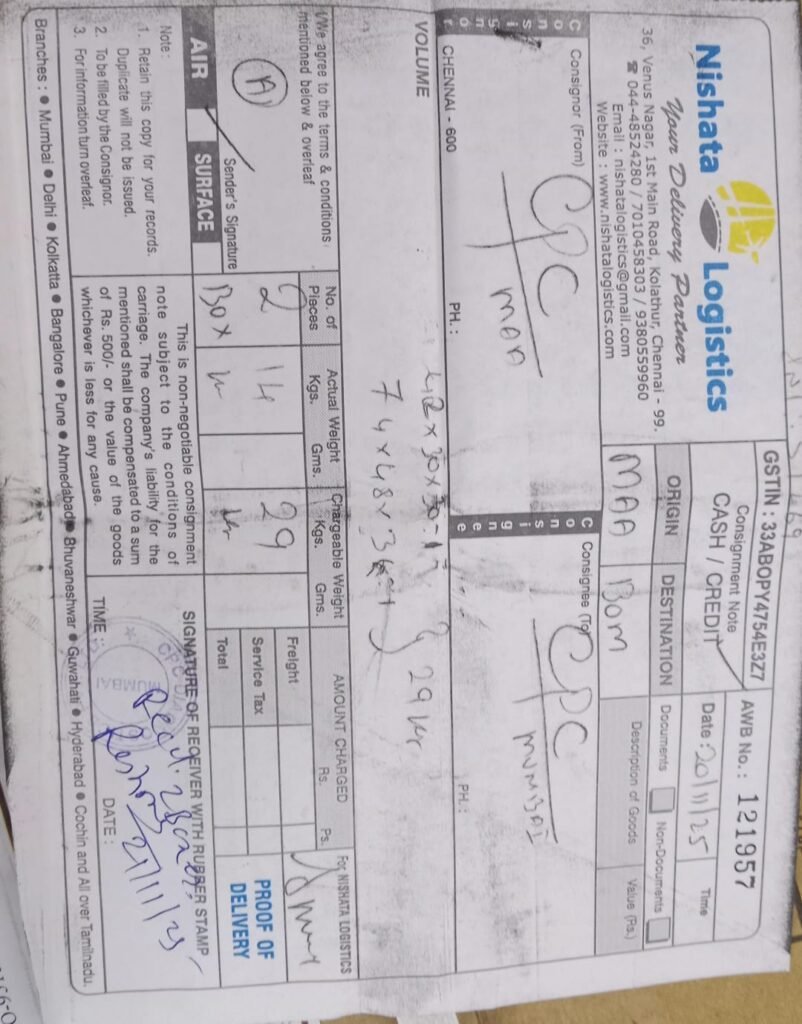 Nishata Logistics
Your Delivery Partner
36, Venus Nagar, 1st Main Road, Kolathur, Chennai - 99.
☎ 044-48524280 / 7010458303 / 9380559960
Email : nishatalogistics@gmail.com
Website : www.nishatalogistics.com
GSTIN : 33ABOPY4754E3Z7
Consignment Note
CASH / CREDIT
AWB No. : 121957
Date : 20/11/25
Time
ORIGIN
DESTINATION
MAA
BOM
Documents
Non-Documents
Description of Goods
Value (Rs.)
Consignor
Consignor (From)
CPC
MAA
CHENNAI - 600
PH. :
Consignee
Consignee (To)
CPC
MUMBAI
PH. :
VOLUME
29 kg
I/We agree to the terms & conditions
mentioned below & overleaf
(A)
Sender's Signature
AIR
SURFACE
No. of Pieces
Actual Weight
Kgs. Gms.
Chargeable Weight
Kgs. Gms.
AMOUNT CHARGED
Rs. Ps.
2
14
29
Box
Freight
Service Tax
Total
For NISHATA LOGISTICS
PROOF OF
DELIVERY
Note :
1. Retain this copy for your records.
Duplicate will not be issued.
2. To be filled by the Consignor.
3. For information turn overleaf.
This is non-negotiable consignment
note subject to the conditions of
carriage. The company's liability for the
mentioned shall be compensated to a sum
of Rs. 500/- or the value of the goods
whichever is less for any cause.
SIGNATURE OF RECEIVER WITH RUBBER STAMP
CPC
MUMBAI
21/11/25
TIME :
DATE :
Branches : ● Mumbai ● Delhi ● Kolkatta ● Bangalore ● Pune ● Ahmedabad ● Bhuvaneshwar ● Guwahati ● Hyderabad ● Cochin and All over Tamilnadu.